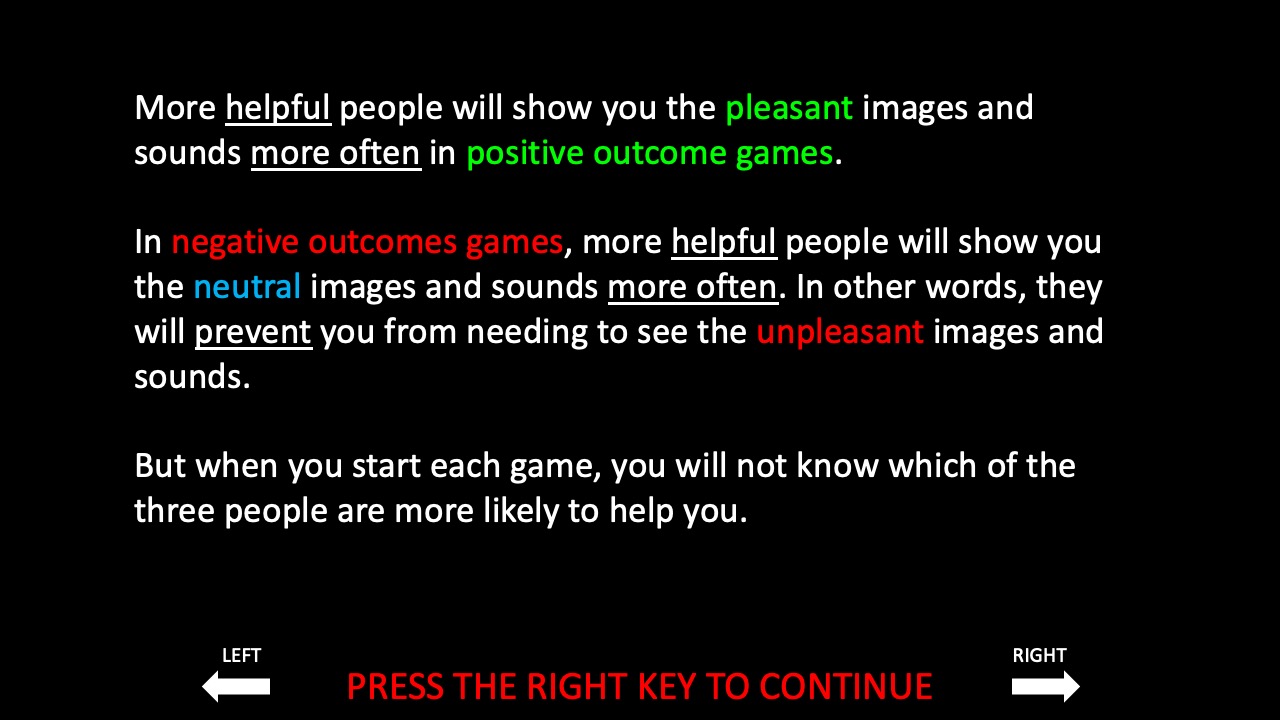 More helpful people will show you the pleasant images and
sounds more often in positive outcome games.
In negative outcomes games, more helpful people will show you
the neutral images and sounds more often. In other words, they
will prevent you from needing to see the unpleasant images and
sounds.
But when you start each game, you will not know which of the
three people are more likely to help you.
LEFT
RIGHT
PRESS THE RIGHT KEY TO CONTINUE